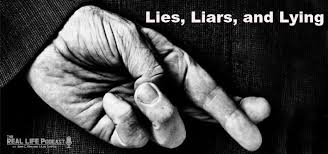 Lies, Liars, and Lying
THE
REAL LIFE PODCAST